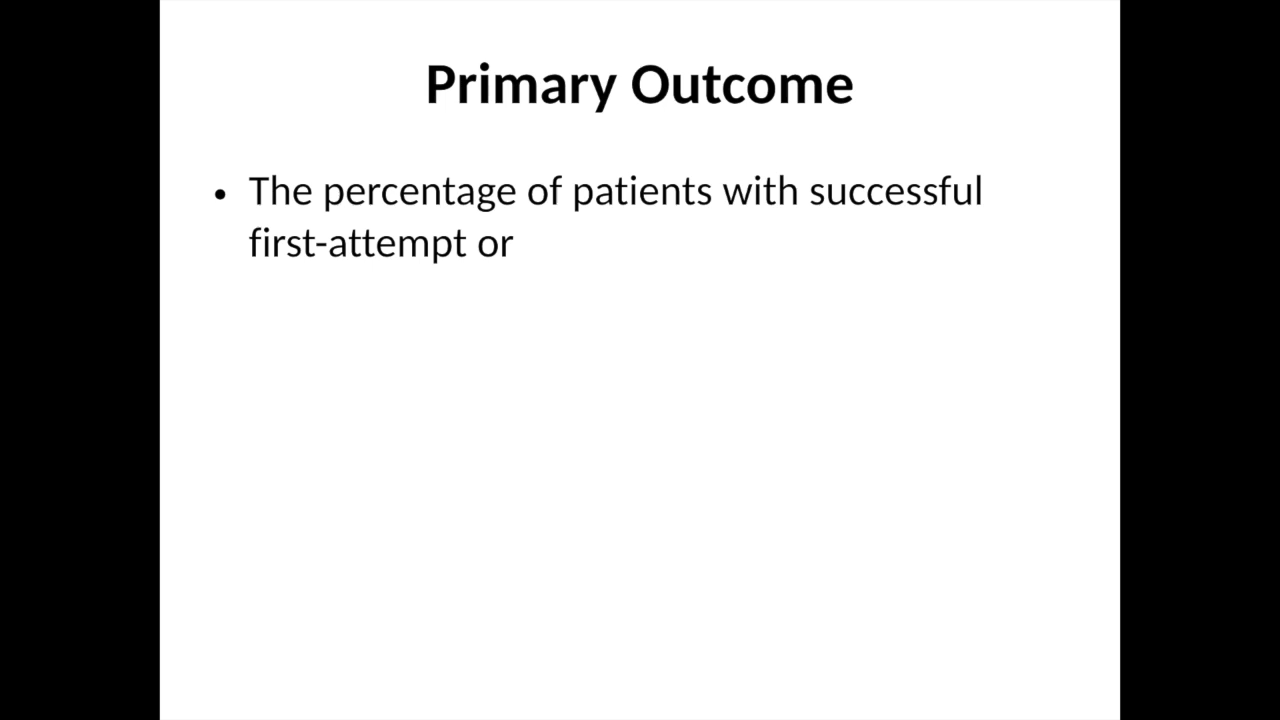 Primary Outcome
• The percentage of patients with successful
first-attempt or